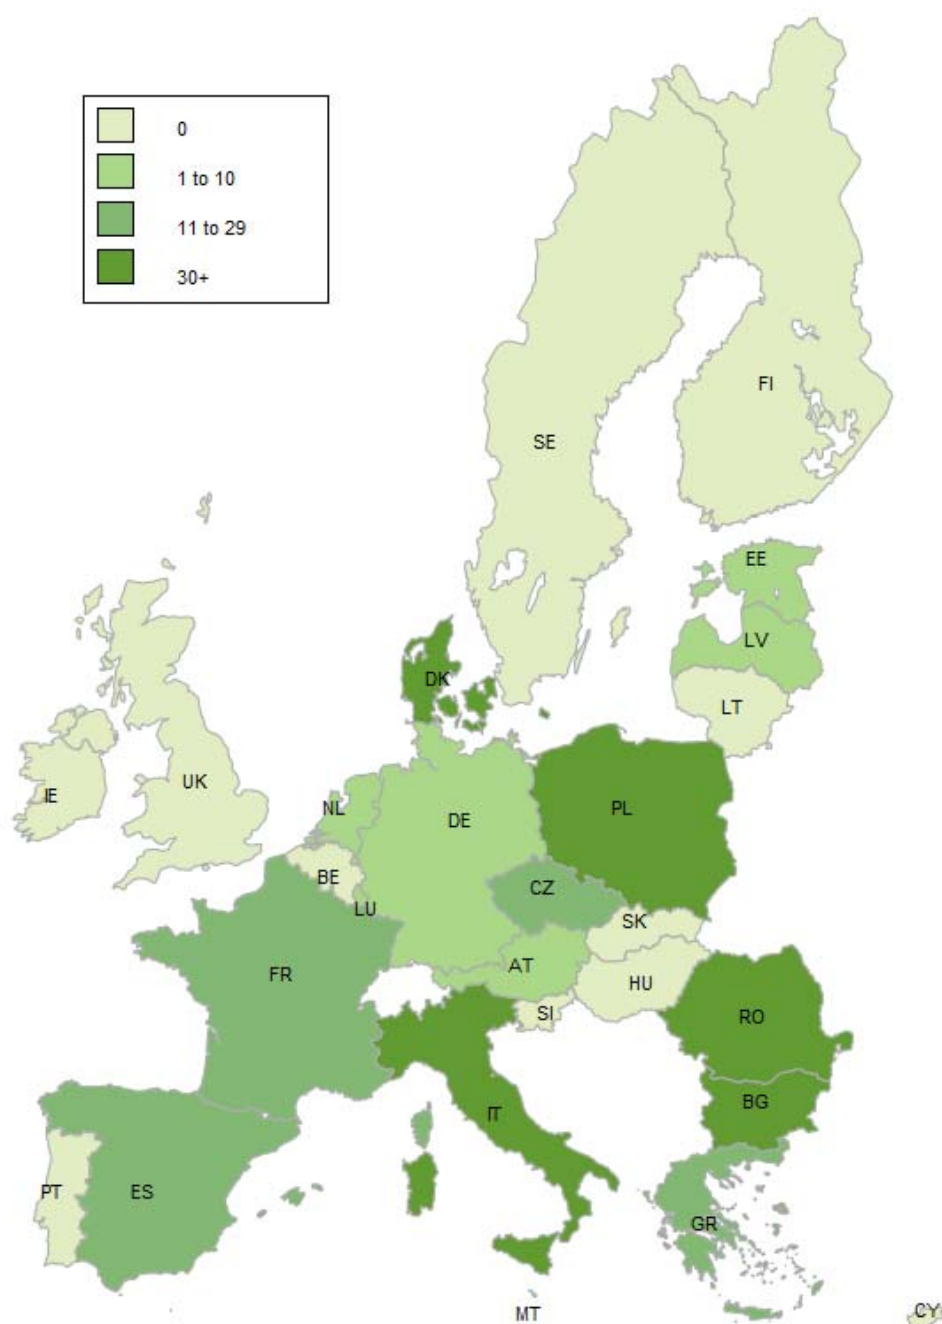 0
1 to 10
11 to 29
30+
FI
SE
EE
LV
DK
LT
IE
UK
NL
DE
PL
BE
CZ
LU
SK
FR
AT
HU
SI
RO
IT
BG
PT
ES
GR
MT
CY